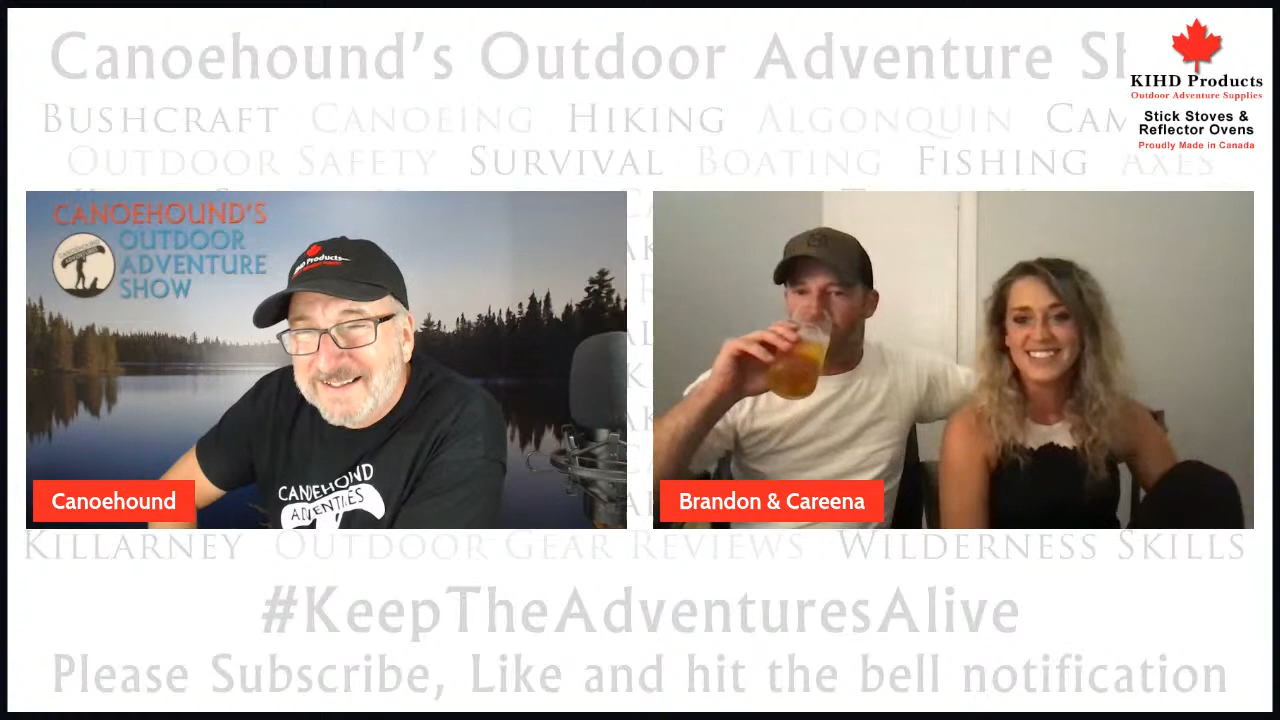 Canoehound's Outdoor Adventure
KIHD Products
Outdoor Adventure Supplies
Stick Stoves &
Reflector Ovens
Proudly Made in Canada
Bushcraft Canoeing Hiking Algonquin
Outdoor Safety Survival Boating Fishing Axes
CANOEHOUND'S
OUTDOOR
ADVENTURE
SHOW
KIHD Products
CANOEHOUND
ADVENTURES
Canoehound
Brandon & Careena
Killarney Outdoor Gear Reviews Wilderness Skills
#KeepTheAdventuresAlive
Please Subscribe, Like and hit the bell notification